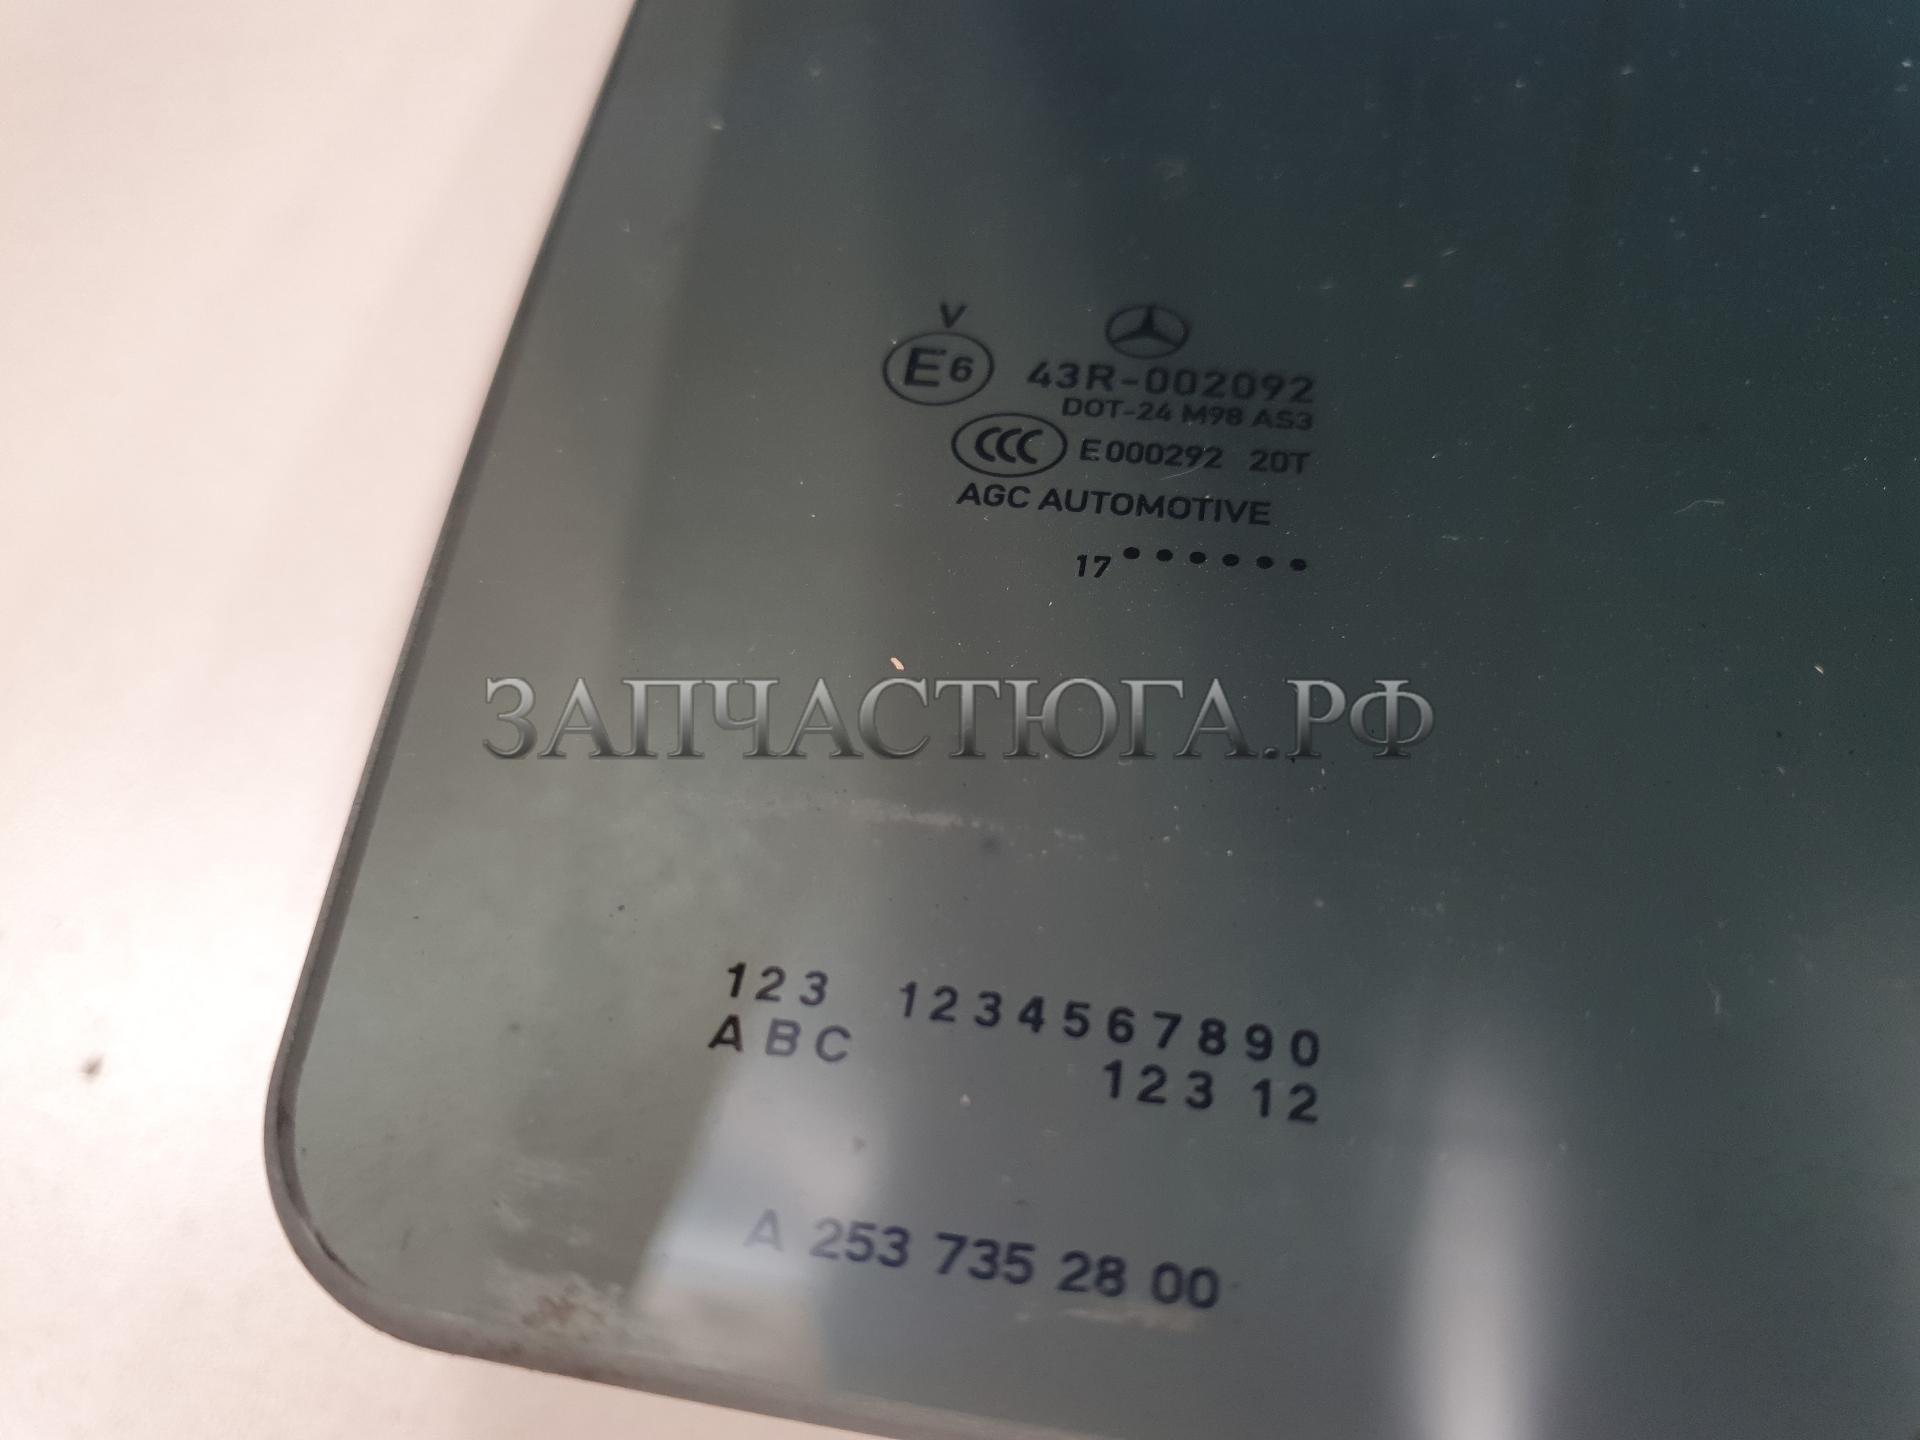 V
E6 43R-002092
DOT-24 M98 AS3
CCC E000292 20T
AGC AUTOMOTIVE
17 • • • • • •
ЗАПЧАСТЮГА.РФ
123 1234567890
ABC 123 12
A 253 735 28 00